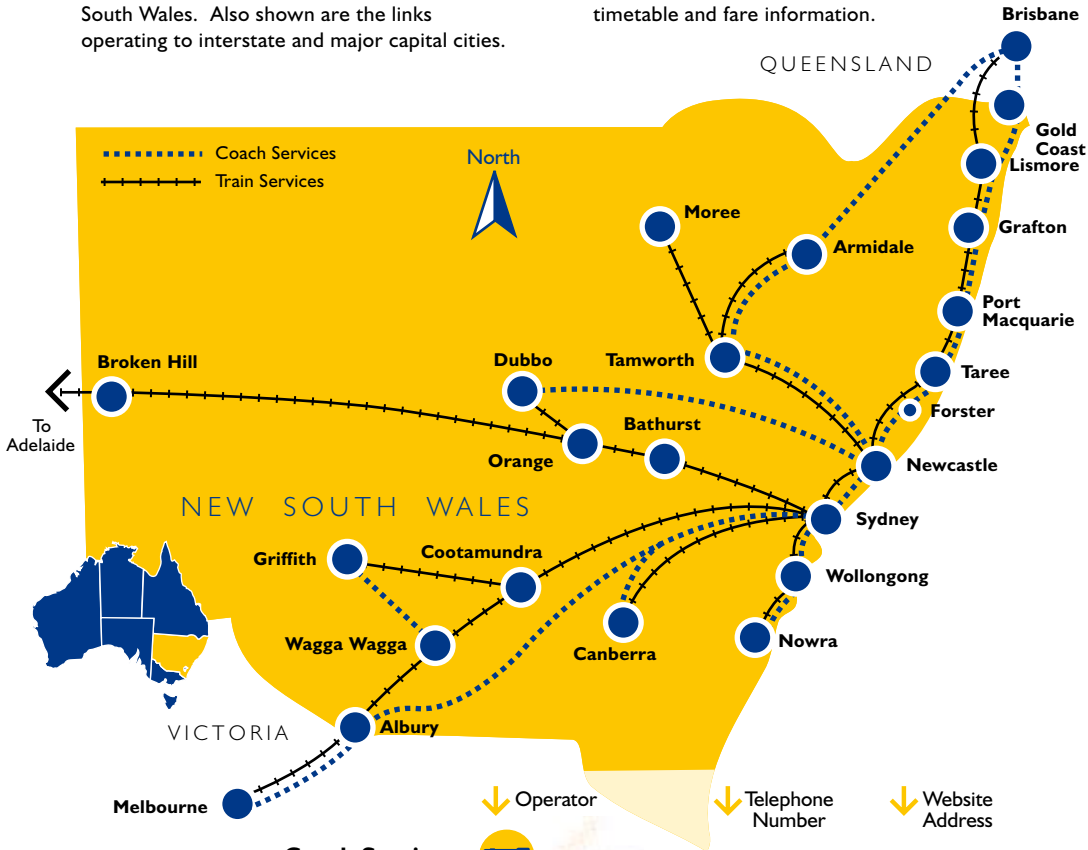 South Wales.  Also shown are the links
operating to interstate and major capital cities.
timetable and fare information.
Brisbane
QUEENSLAND
Gold
Coast
Coach Services
Train Services
North
Lismore
Moree
Grafton
Armidale
Port
Macquarie
Broken Hill
Dubbo
Tamworth
Taree
Forster
To
Adelaide
Bathurst
Orange
Newcastle
NEW SOUTH WALES
Sydney
Griffith
Cootamundra
Wollongong
Wagga Wagga
Canberra
Nowra
VICTORIA
Albury
Melbourne
Operator
Telephone
Number
Website
Address